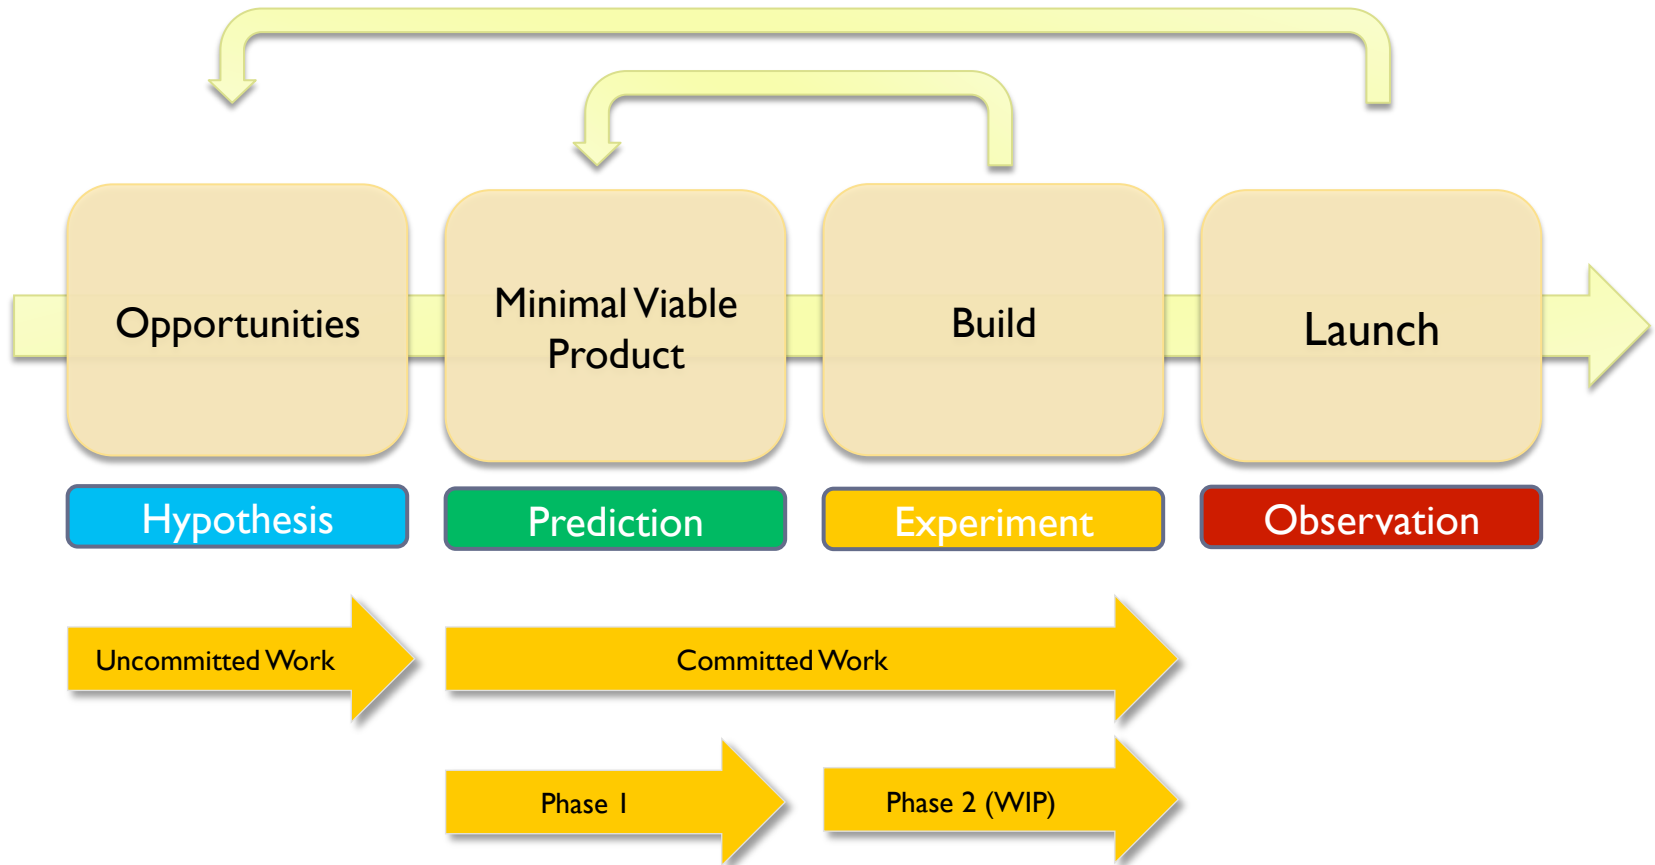 Opportunities
Minimal Viable
Product
Build
Launch
Hypothesis
Prediction
Experiment
Observation
Uncommitted Work
Committed Work
Phase 1
Phase 2 (WIP)